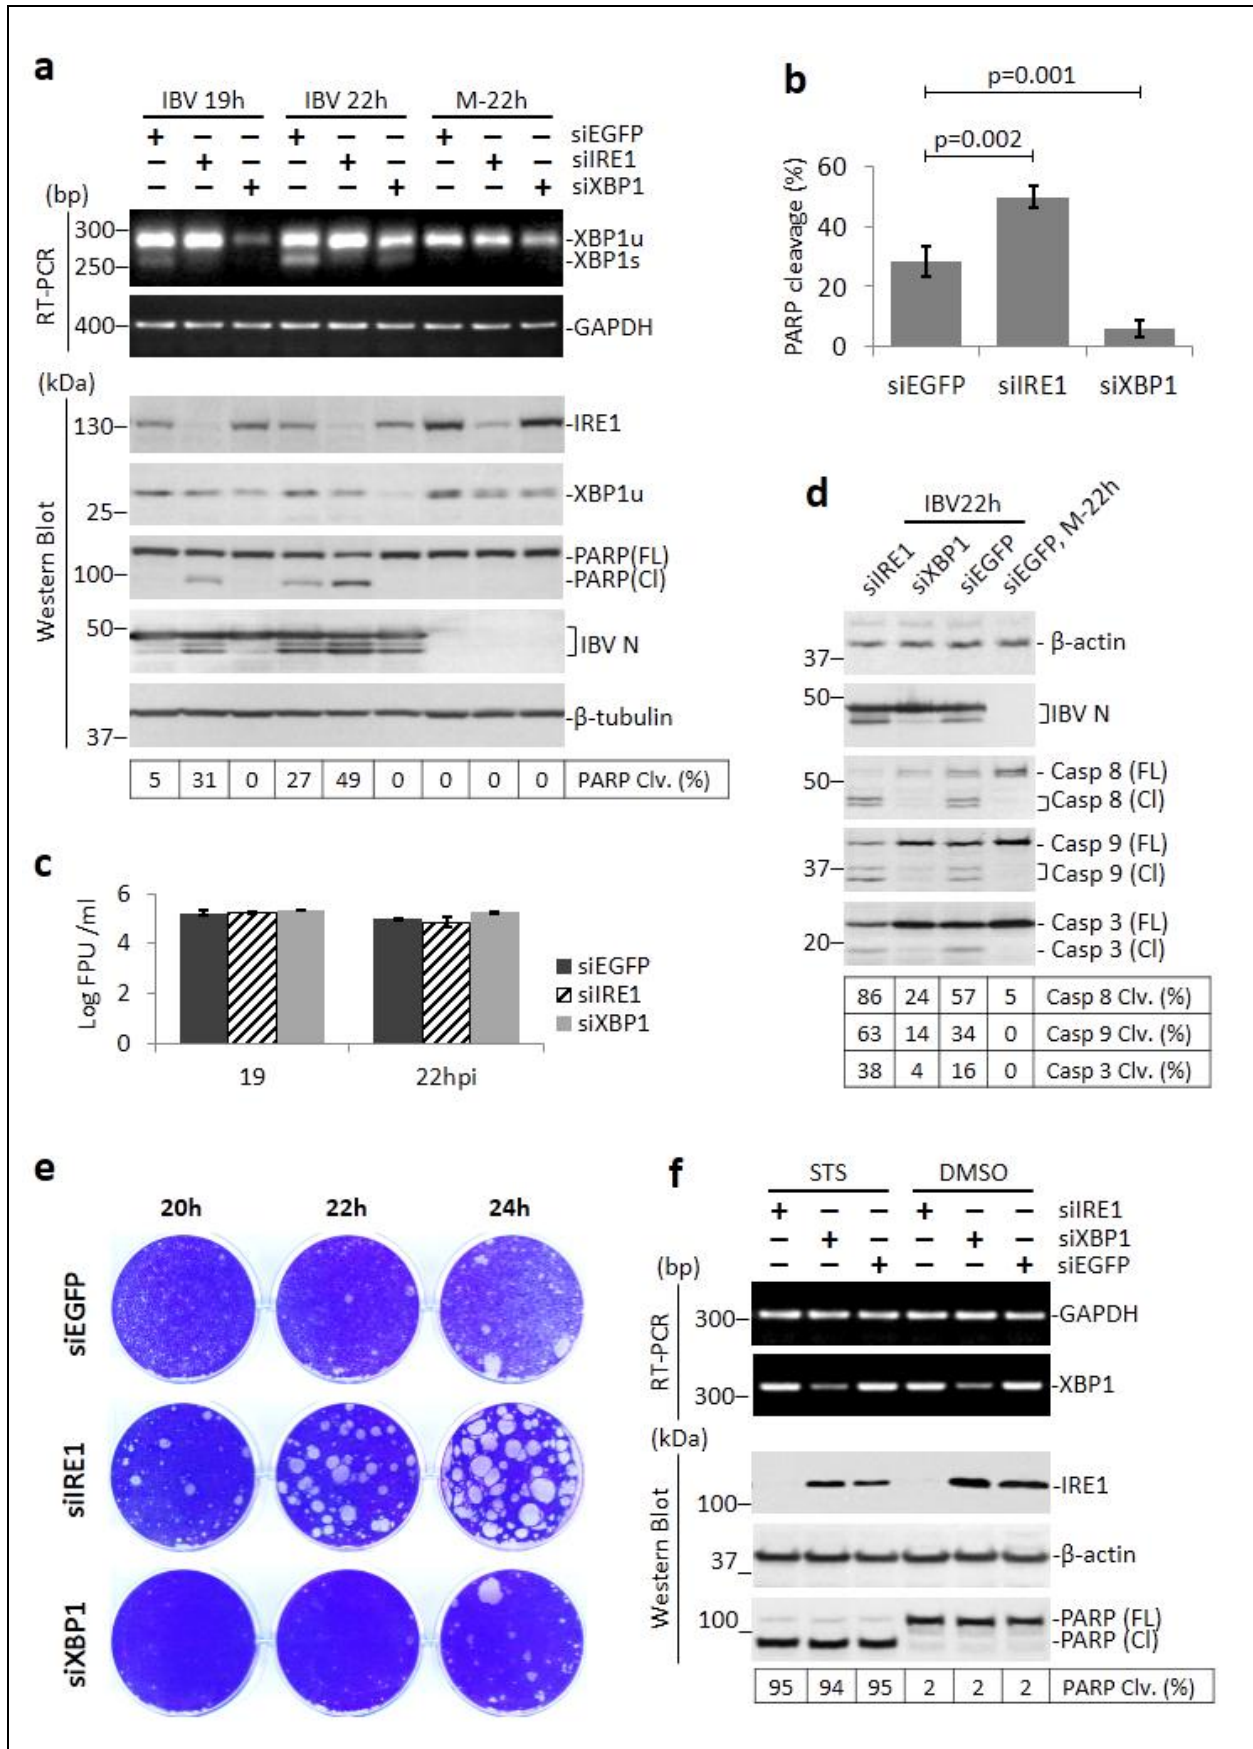 a
IBV 19h IBV 22h M-22h
+ – – + – – + – – siEGFP
– + – – + – – + – siIRE1
– – + – – + – – + siXBP1
(bp)
RT-PCR
300– -XBP1u
250– -XBP1s
400– -GAPDH
(kDa)
Western Blot
130– -IRE1
-XBP1u
25–
-PARP(FL)
100– -PARP(Cl)
50– IBV N
-β-tubulin
37–
5 31 0 27 49 0 0 0 0 PARP Clv. (%)
b
p=0.001
p=0.002
PARP cleavage (%)
60
40
20
0
siEGFP siIRE1 siXBP1
c
Log FPU /ml
6
4
2
0
19 22hpi
siEGFP
siIRE1
siXBP1
d
IBV22h
siIRE1 siXBP1 siEGFP siEGFP, M-22h
- β-actin
37–
50– IBV N
50– - Casp 8 (FL)
Casp 8 (Cl)
- Casp 9 (FL)
37– Casp 9 (Cl)
- Casp 3 (FL)
20– - Casp 3 (Cl)
86 24 57 5 Casp 8 Clv. (%)
63 14 34 0 Casp 9 Clv. (%)
38 4 16 0 Casp 3 Clv. (%)
e
20h 22h 24h
siEGFP
siIRE1
siXBP1
f
STS DMSO
+ – – + – – siIRE1
– + – – + – siXBP1
– – + – – + siEGFP
(bp)
RT-PCR
300– -GAPDH
300– -XBP1
(kDa)
Western Blot
-IRE1
100–
37 – -β-actin
100 – -PARP (FL)
-PARP (Cl)
95 94 95 2 2 2 PARP Clv. (%)